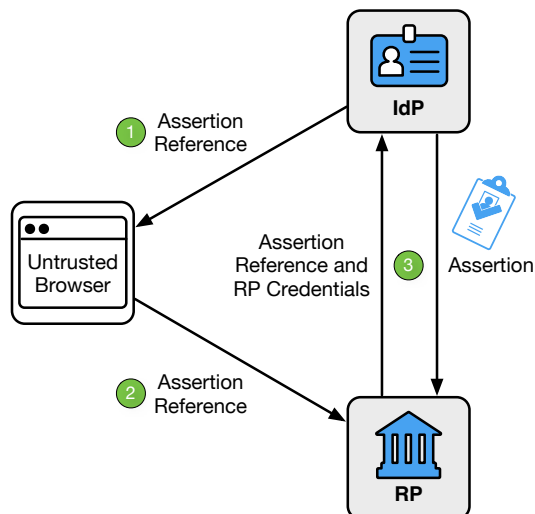 IdP
1
Assertion
Reference
Untrusted
Browser
Assertion
Reference and
RP Credentials
3
Assertion
2
Assertion
Reference
RP